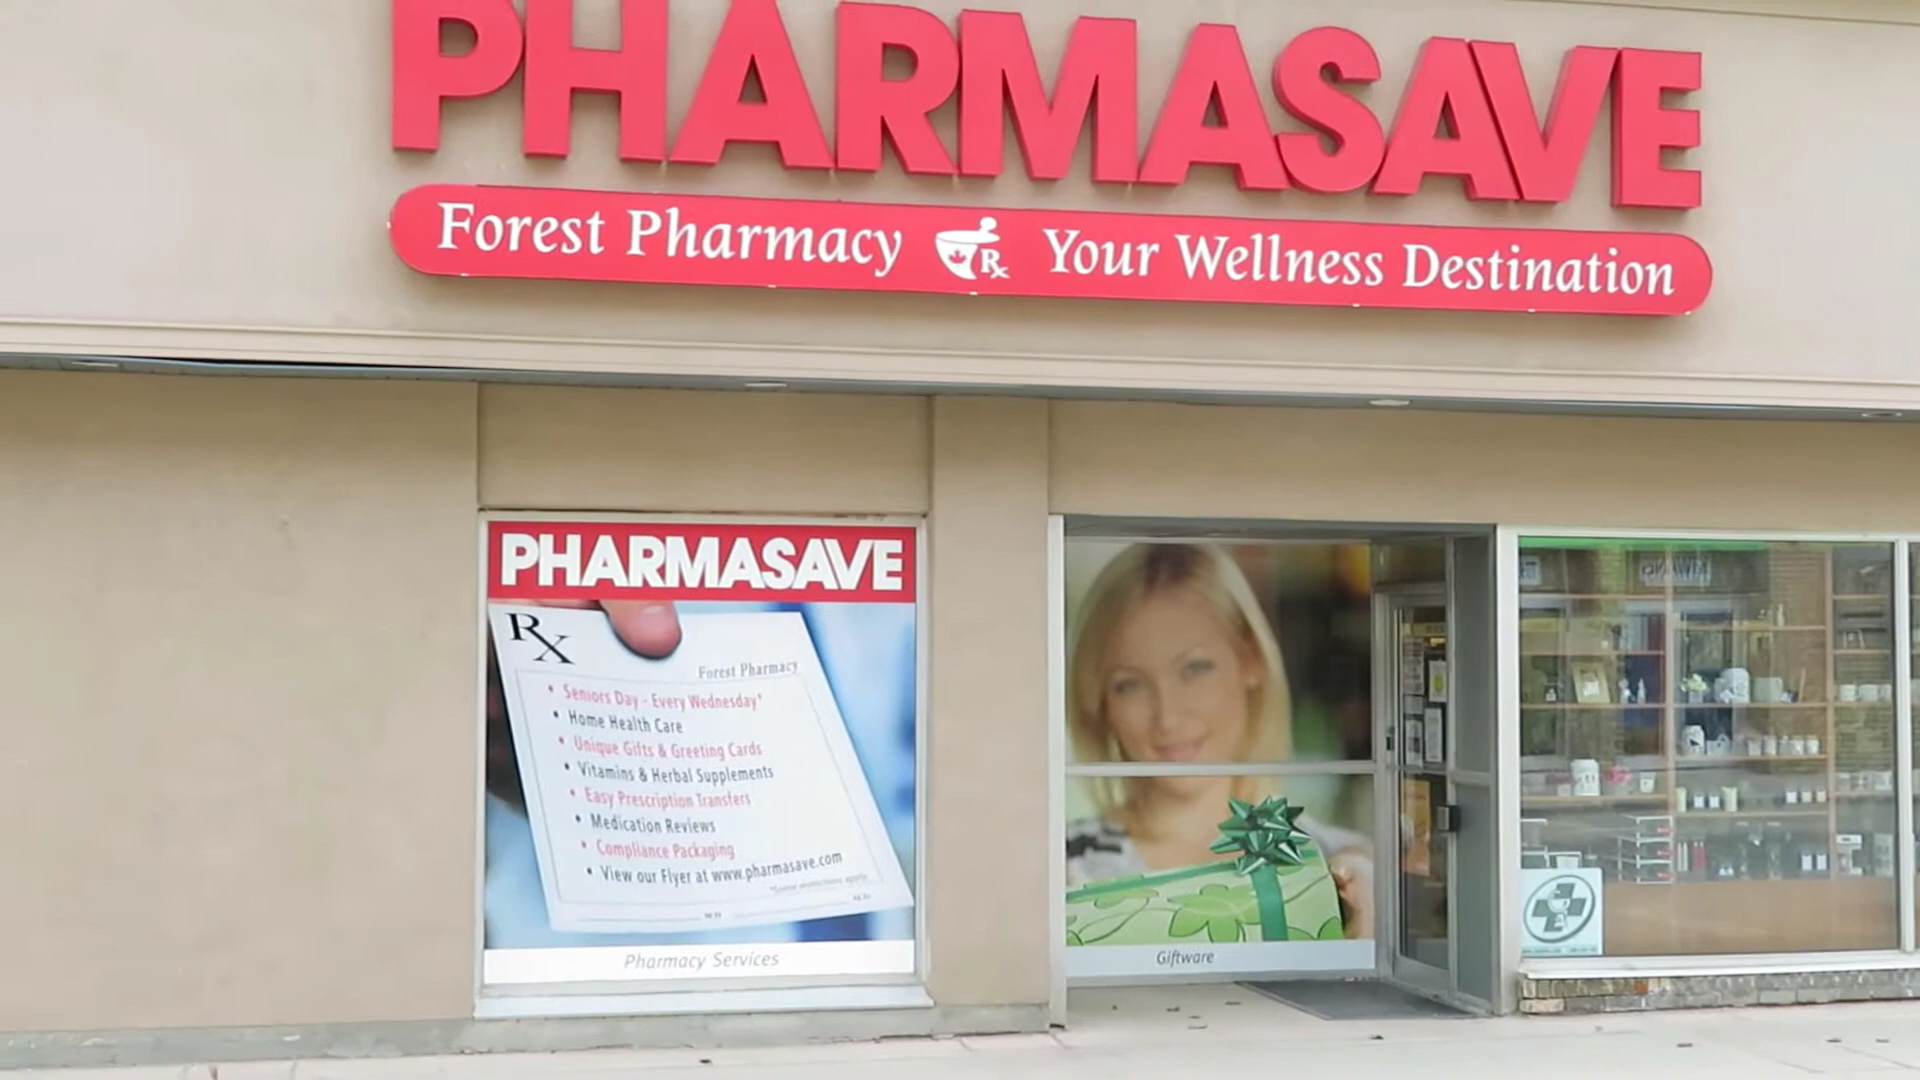 PHARMASAVE
Forest Pharmacy Rx Your Wellness Destination
PHARMASAVE
Rx
Forest Pharmacy
• Seniors Day - Every Wednesday*
• Home Health Care
• Unique Gifts & Greeting Cards
• Vitamins & Herbal Supplements
• Easy Prescription Transfers
• Medication Reviews
• Compliance Packaging
• View our Flyer at www.pharmasave.com
*Some restrictions apply
Pharmacy Services
Giftware